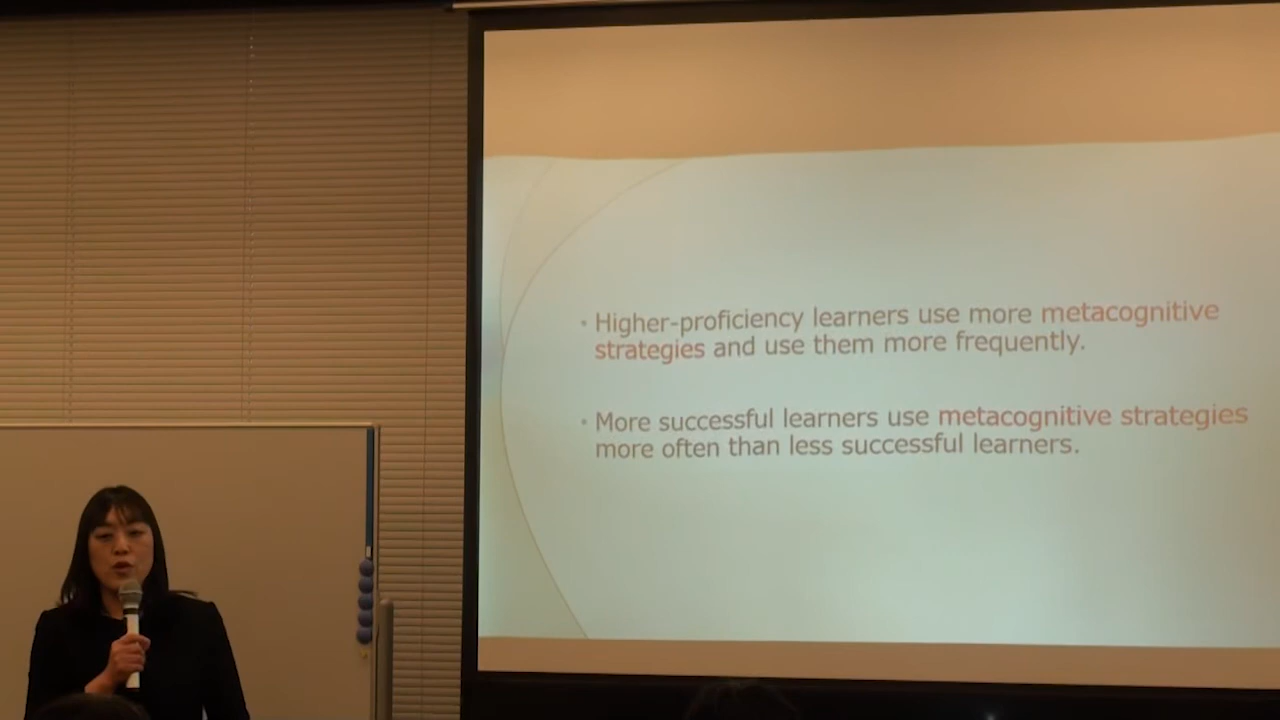 • Higher-proficiency learners use more metacognitive
strategies and use them more frequently.
• More successful learners use metacognitive strategies
more often than less successful learners.